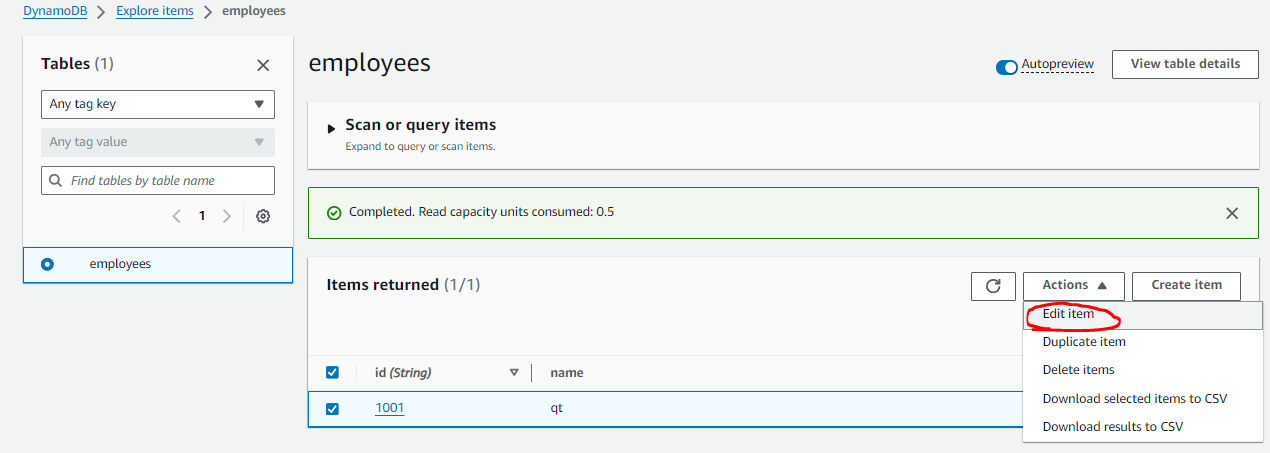 DynamoDB > Explore items > employees
Tables (1)
Any tag key
Any tag value
Find tables by table name
1
employees
employees
Autopreview
View table details
Scan or query items
Expand to query or scan items.
Completed. Read capacity units consumed: 0.5
Items returned (1/1)
Actions
Create item
Edit item
Duplicate item
Delete items
Download selected items to CSV
Download results to CSV
id (String)
name
1001
qt